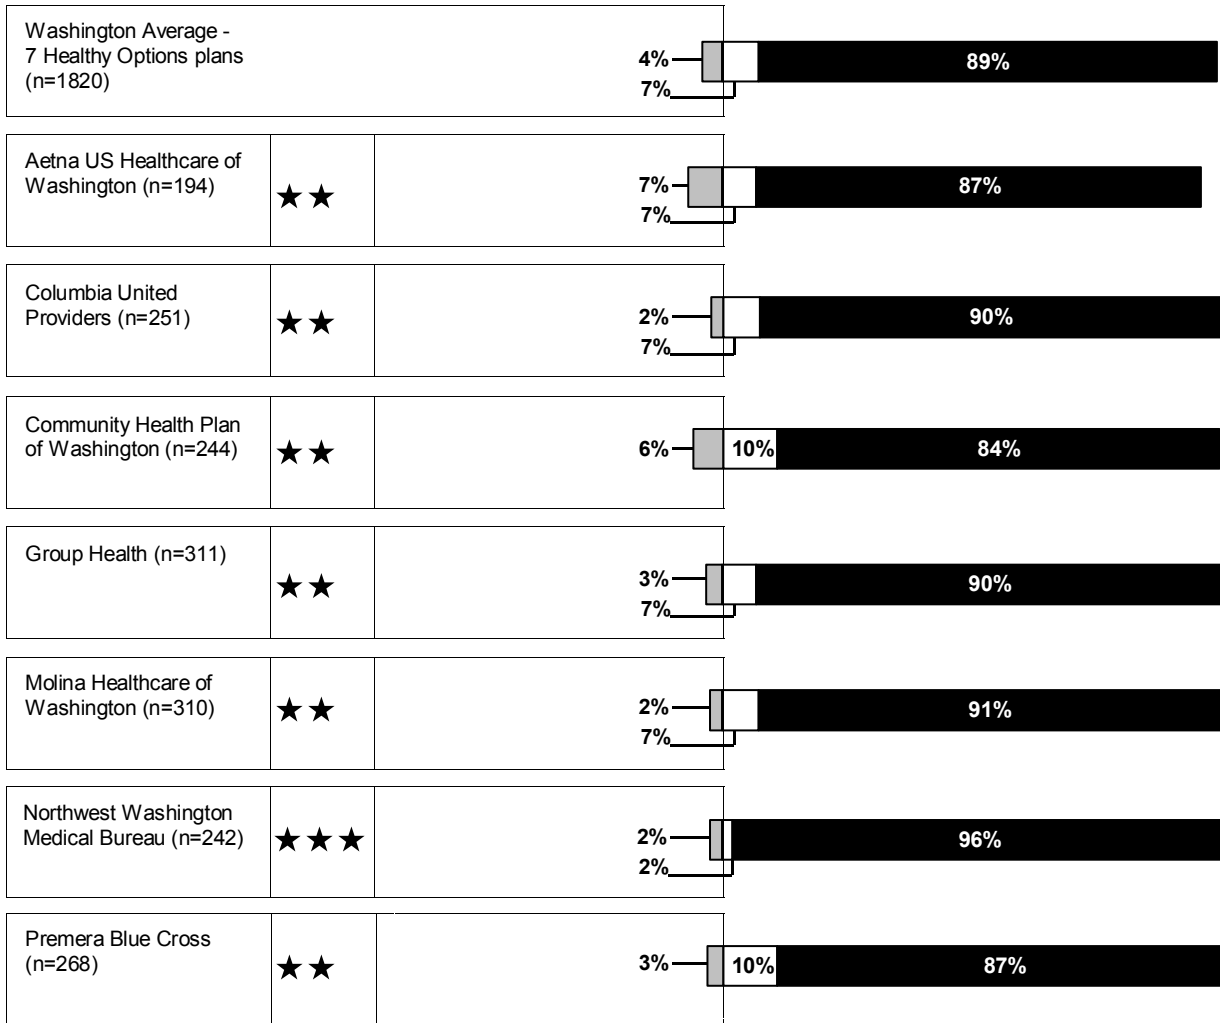 Washington Average -
7 Healthy Options plans
(n=1820)
4%
7%
89%
Aetna US Healthcare of
Washington (n=194)
★★
7%
7%
87%
Columbia United
Providers (n=251)
★★
2%
7%
90%
Community Health Plan
of Washington (n=244)
★★
6%
10%
84%
Group Health (n=311)
★★
3%
7%
90%
Molina Healthcare of
Washington (n=310)
★★
2%
7%
91%
Northwest Washington
Medical Bureau (n=242)
★★★
2%
2%
96%
Premera Blue Cross
(n=268)
★★
3%
10%
87%